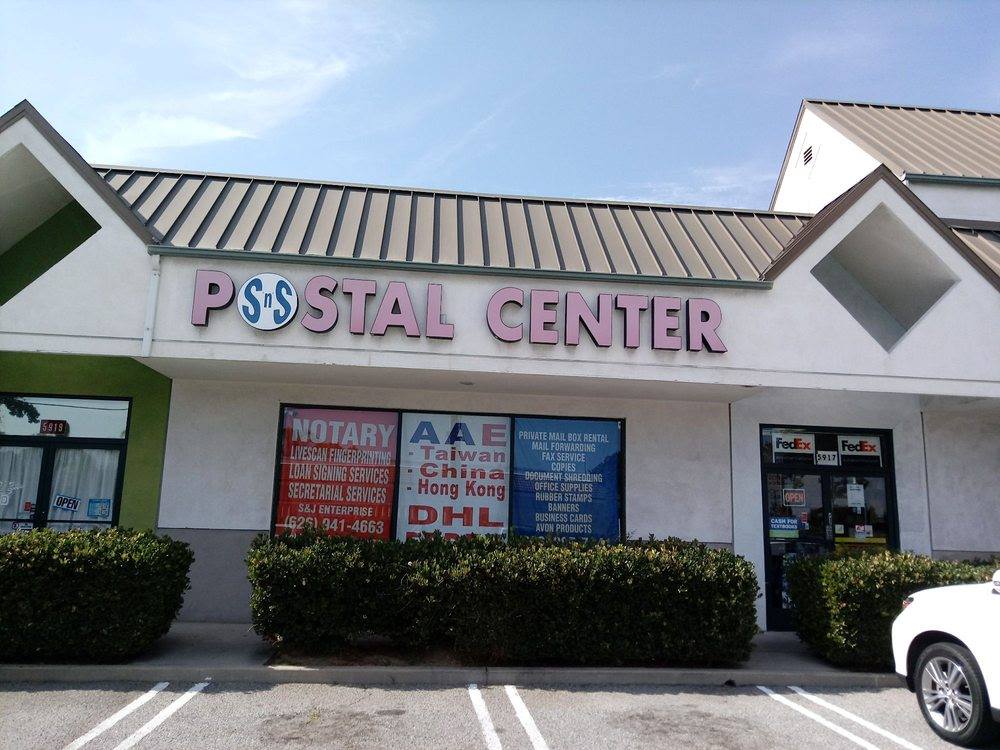 POSTAL CENTER
SnS
5919
OPEN
NOTARY
LIVESCAN FINGERPRINTING
LOAN SIGNING SERVICES
SECRETARIAL SERVICES
S&J ENTERPRISE
(626) 941-4663
AAE
· Taiwan
· China
· Hong Kong
DHL
PRIVATE MAIL BOX RENTAL
MAIL FORWARDING
FAX SERVICE
COPIES
DOCUMENT SHREDDING
OFFICE SUPPLIES
RUBBER STAMPS
BANNERS
BUSINESS CARDS
AVON PRODUCTS
FedEx
FedEx
5917
OPEN
CASH FOR
TEXTBOOKS